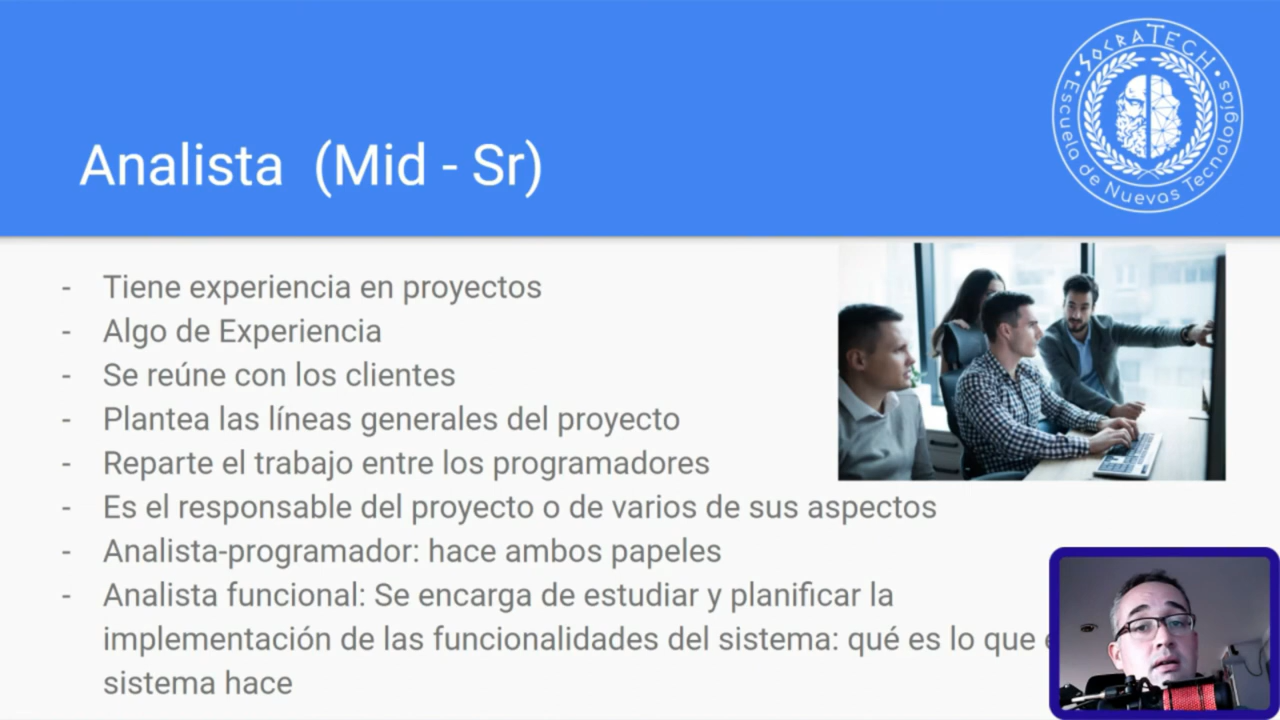 SOCRATECH
Escuela de Nuevas Tecnologías
Analista (Mid - Sr)
- Tiene experiencia en proyectos
- Algo de Experiencia
- Se reúne con los clientes
- Plantea las líneas generales del proyecto
- Reparte el trabajo entre los programadores
- Es el responsable del proyecto o de varios de sus aspectos
- Analista-programador: hace ambos papeles
- Analista funcional: Se encarga de estudiar y planificar la
implementación de las funcionalidades del sistema: qué es lo que
sistema hace